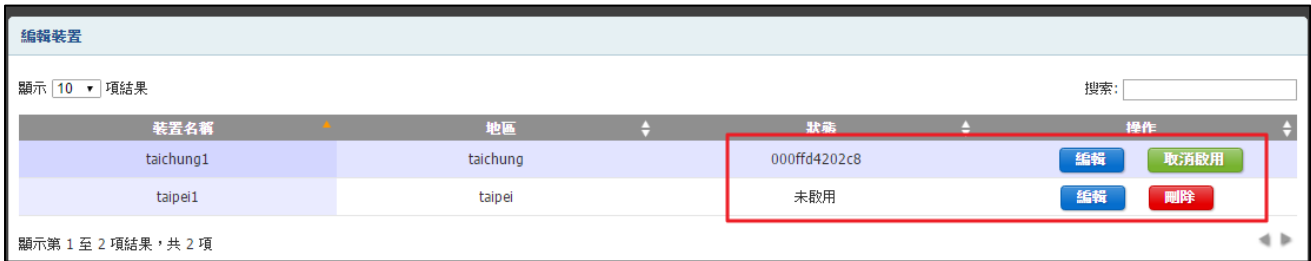 編輯裝置
顯示 10 項結果 搜索:
裝置名稱 地區 狀態 操作
taichung1 taichung 000ffd4202c8 編輯 取消啟用
taipei1 taipei 未啟用 編輯 刪除
顯示第 1 至 2 項結果，共 2 項